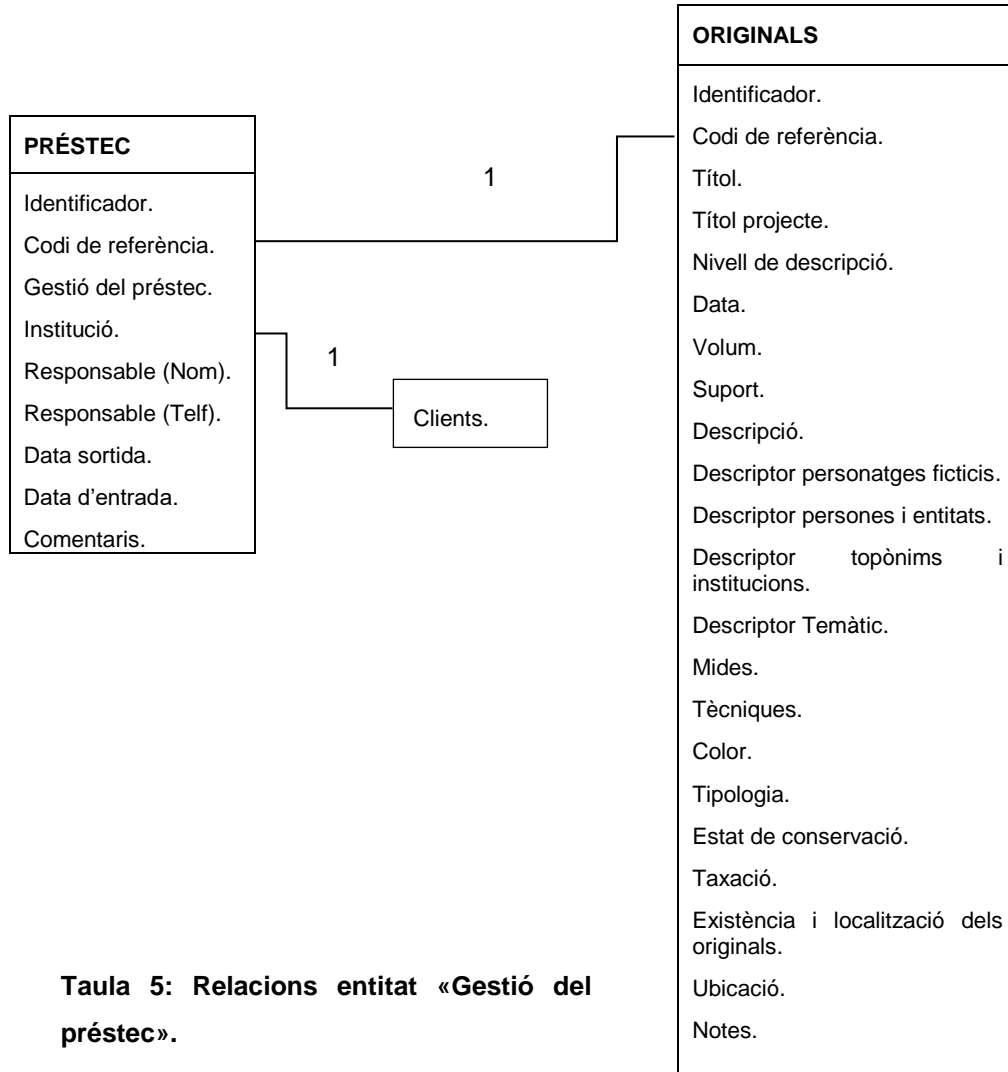 PRÉSTEC
Identificador.
Codi de referència.
Gestió del préstec.
Institució.
Responsable (Nom).
Responsable (Telf).
Data sortida.
Data d’entrada.
Comentaris.
1
1
Clients.
ORIGINALS
Identificador.
Codi de referència.
Títol.
Títol projecte.
Nivell de descripció.
Data.
Volum.
Suport.
Descripció.
Descriptor personatges ficticis.
Descriptor persones i entitats.
Descriptor topònims i
institucions.
Descriptor Temàtic.
Mides.
Tècniques.
Color.
Tipologia.
Estat de conservació.
Taxació.
Existència i localització dels
originals.
Ubicació.
Notes.
Taula 5: Relacions entitat «Gestió del
préstec».